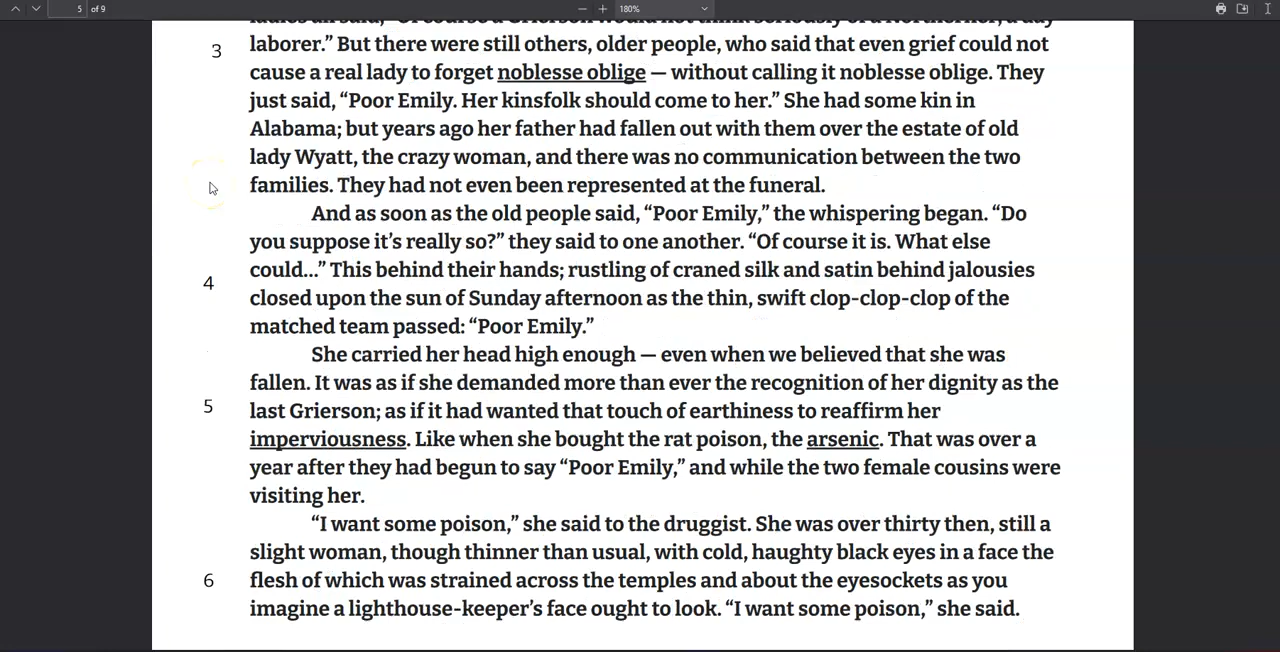 5 of 9
180%
ladies all said, “Of course a Grierson would not think seriously of a Northerner, a day
3
laborer.” But there were still others, older people, who said that even grief could not
cause a real lady to forget noblesse oblige — without calling it noblesse oblige. They
just said, “Poor Emily. Her kinsfolk should come to her.” She had some kin in
Alabama; but years ago her father had fallen out with them over the estate of old
lady Wyatt, the crazy woman, and there was no communication between the two
families. They had not even been represented at the funeral.
And as soon as the old people said, “Poor Emily,” the whispering began. “Do
you suppose it’s really so?” they said to one another. “Of course it is. What else
4
could...” This behind their hands; rustling of craned silk and satin behind jalousies
closed upon the sun of Sunday afternoon as the thin, swift clop-clop-clop of the
matched team passed: “Poor Emily.”
She carried her head high enough — even when we believed that she was
fallen. It was as if she demanded more than ever the recognition of her dignity as the
5
last Grierson; as if it had wanted that touch of earthiness to reaffirm her
imperviousness. Like when she bought the rat poison, the arsenic. That was over a
year after they had begun to say “Poor Emily,” and while the two female cousins were
visiting her.
“I want some poison,” she said to the druggist. She was over thirty then, still a
slight woman, though thinner than usual, with cold, haughty black eyes in a face the
6
flesh of which was strained across the temples and about the eyesockets as you
imagine a lighthouse-keeper’s face ought to look. “I want some poison,” she said.